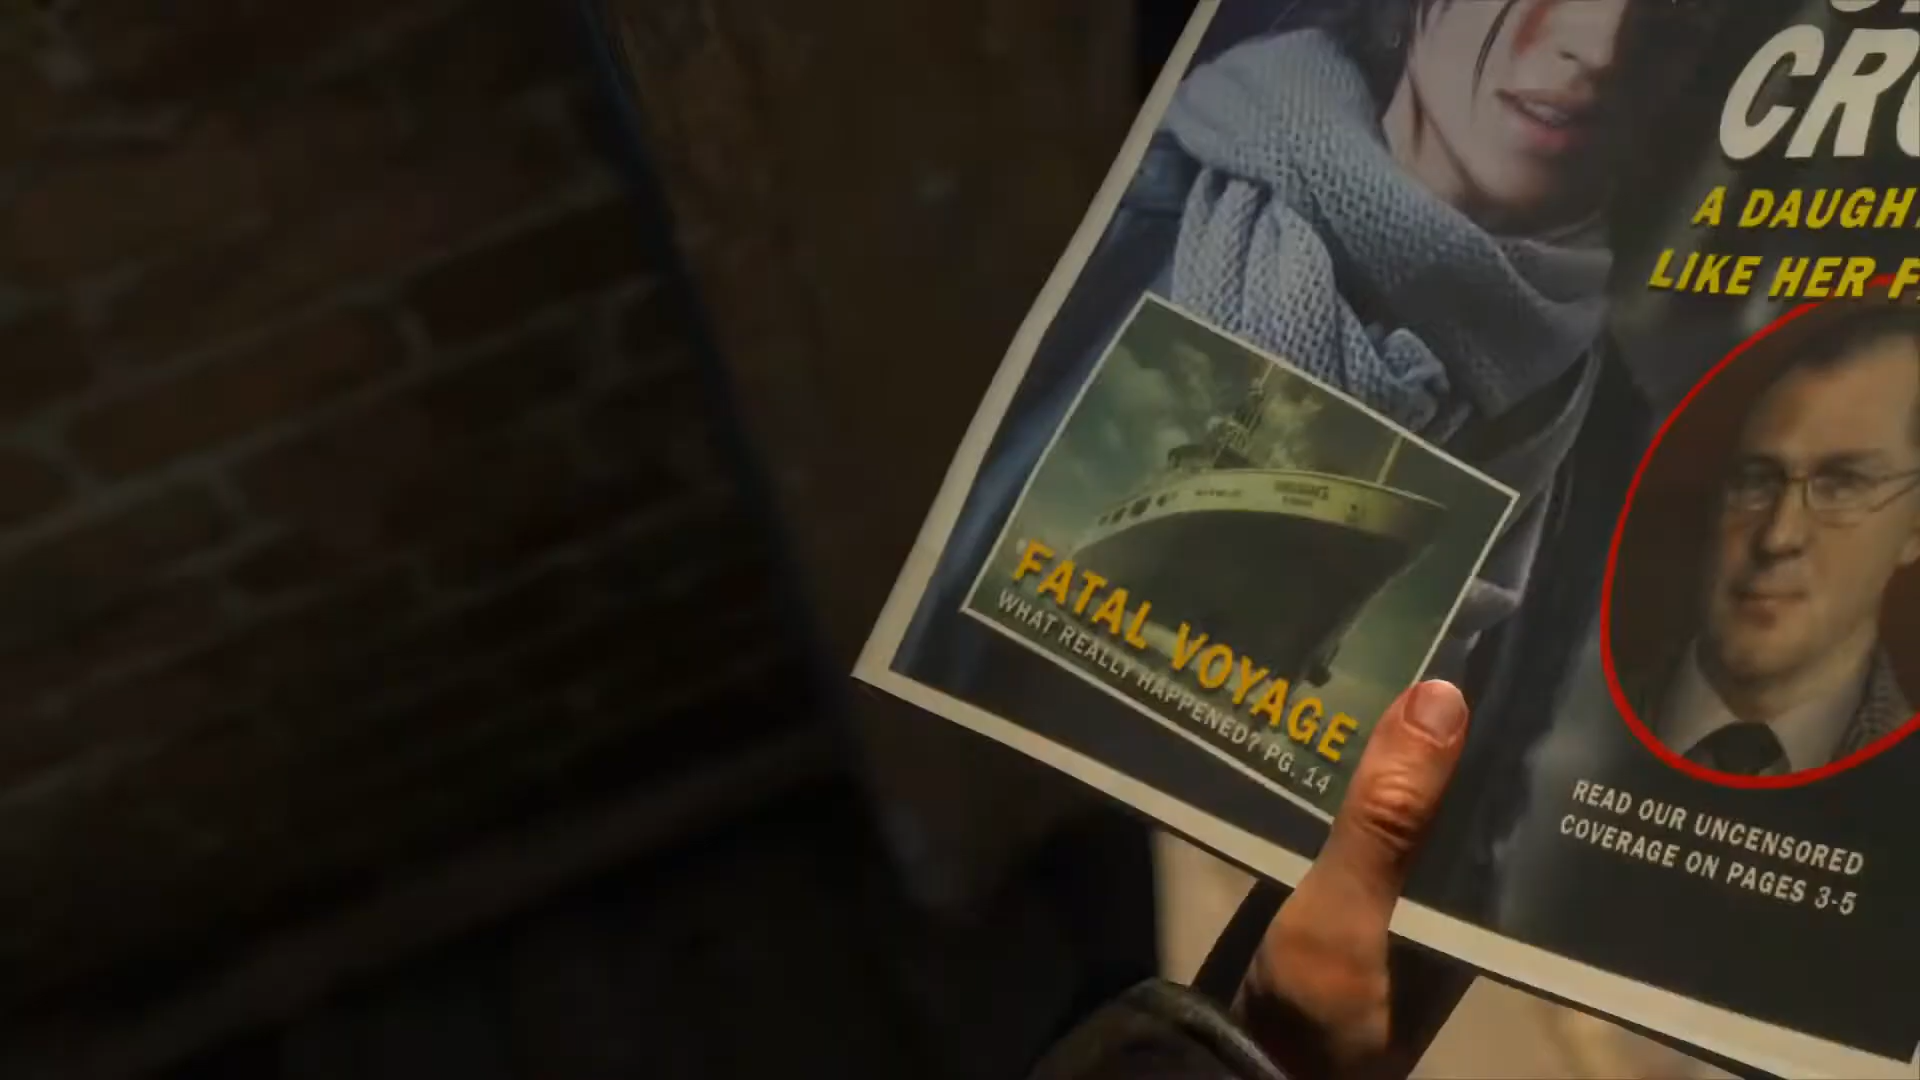 CR
A DAUGH
LIKE HER F
FATAL VOYAGE
WHAT REALLY HAPPENED? PG. 14
READ OUR UNCENSORED
COVERAGE ON PAGES 3-5